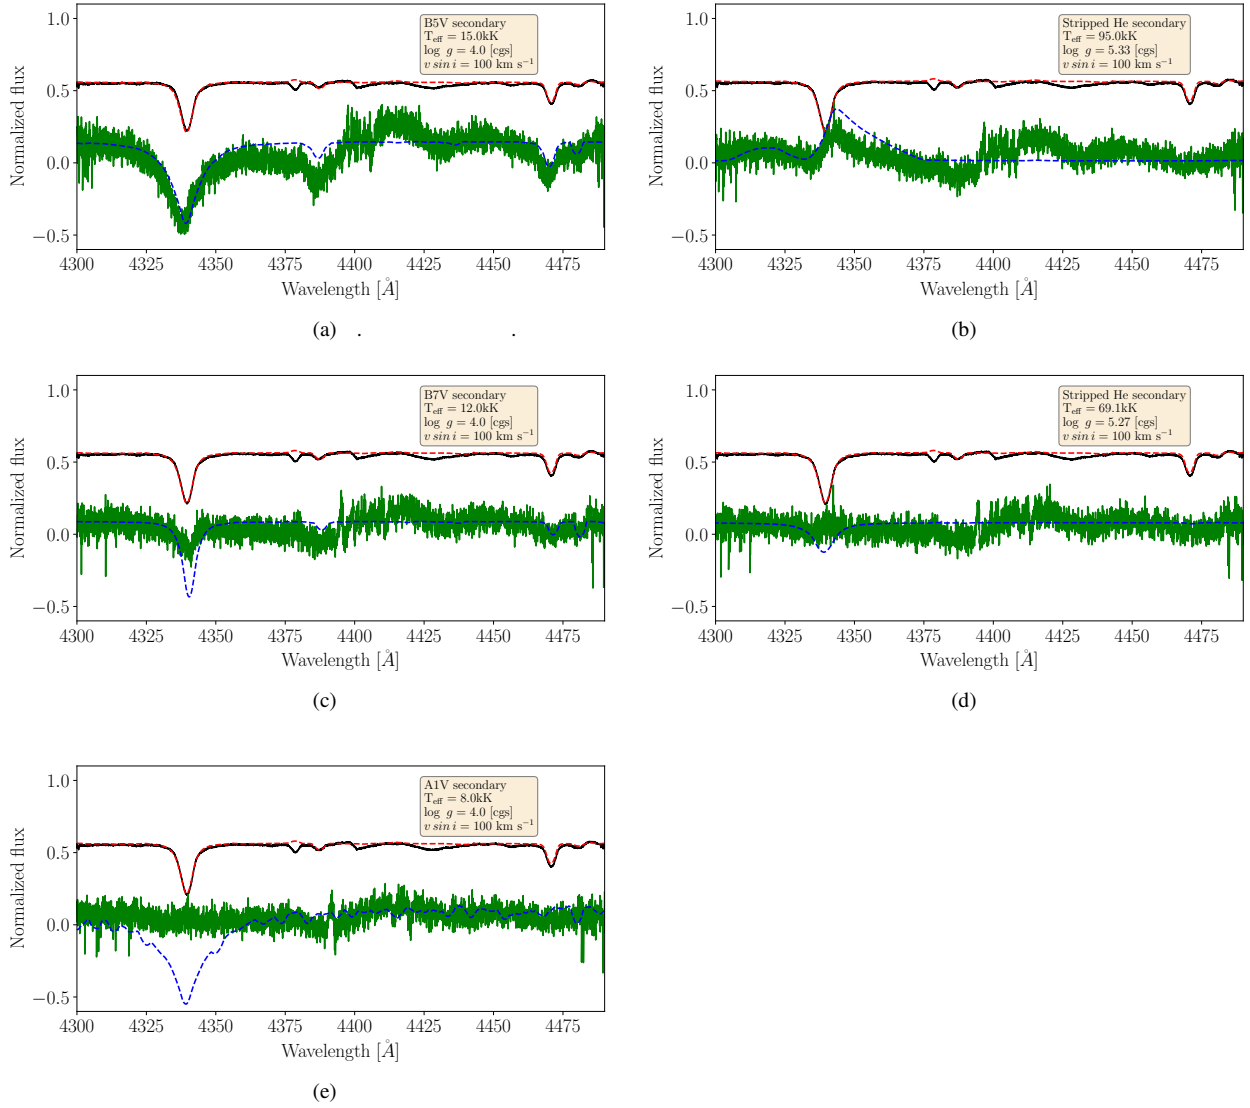 1.0
0.5
0.0
−0.5
Normalized flux
B5V secondary
T_eff = 15.0kK
log g = 4.0 [cgs]
v sin i = 100 km s⁻¹
4300 4325 4350 4375 4400 4425 4450 4475
Wavelength [Å]
(a) . .
1.0
0.5
0.0
−0.5
Normalized flux
Stripped He secondary
T_eff = 95.0kK
log g = 5.33 [cgs]
v sin i = 100 km s⁻¹
4300 4325 4350 4375 4400 4425 4450 4475
Wavelength [Å]
(b)
1.0
0.5
0.0
−0.5
Normalized flux
B7V secondary
T_eff = 12.0kK
log g = 4.0 [cgs]
v sin i = 100 km s⁻¹
4300 4325 4350 4375 4400 4425 4450 4475
Wavelength [Å]
(c)
1.0
0.5
0.0
−0.5
Normalized flux
Stripped He secondary
T_eff = 69.1kK
log g = 5.27 [cgs]
v sin i = 100 km s⁻¹
4300 4325 4350 4375 4400 4425 4450 4475
Wavelength [Å]
(d)
1.0
0.5
0.0
−0.5
Normalized flux
A1V secondary
T_eff = 8.0kK
log g = 4.0 [cgs]
v sin i = 100 km s⁻¹
4300 4325 4350 4375 4400 4425 4450 4475
Wavelength [Å]
(e)